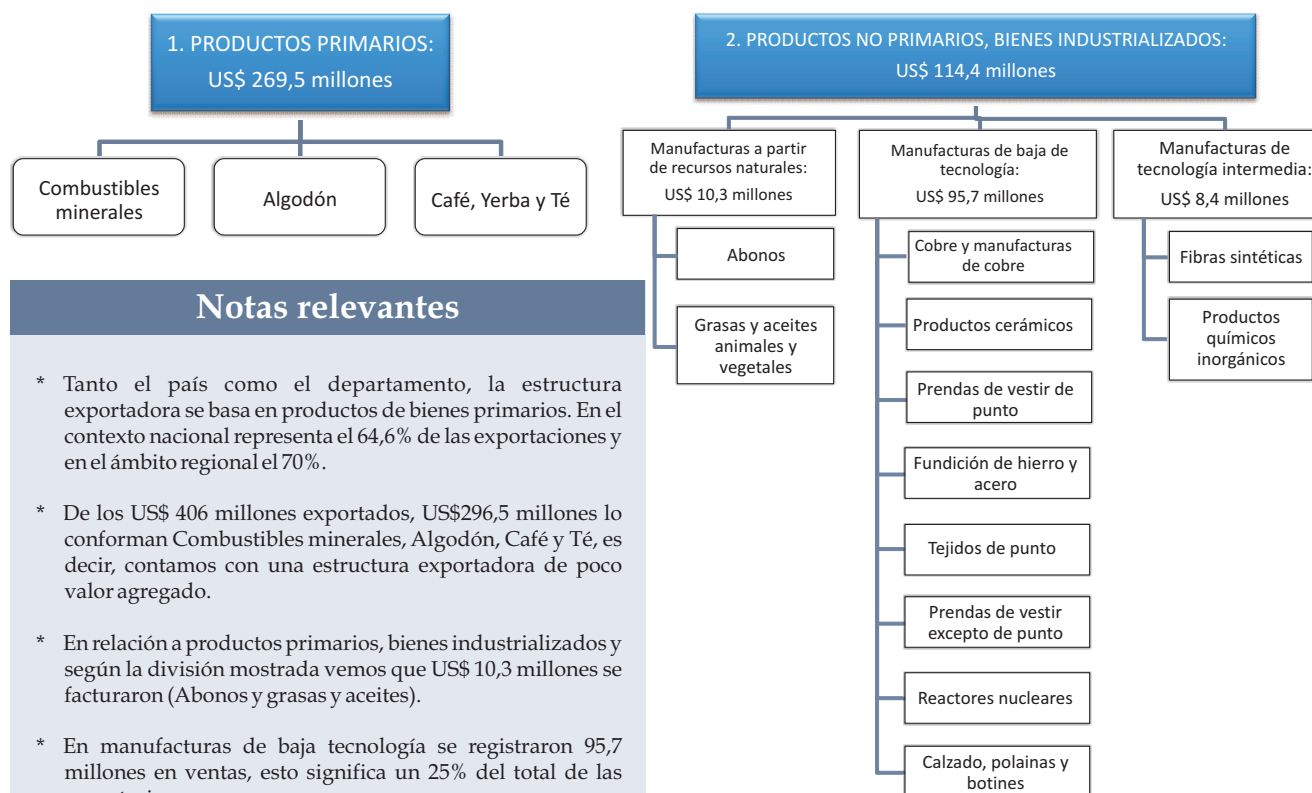 1. PRODUCTOS PRIMARIOS:
US$ 269,5 millones
Combustibles
minerales
Algodón
Café, Yerba y Té
2. PRODUCTOS NO PRIMARIOS, BIENES INDUSTRIALIZADOS:
US$ 114,4 millones
Manufacturas a partir
de recursos naturales:
US$ 10,3 millones
Abonos
Grasas y aceites
animales y
vegetales
Manufacturas de baja de
tecnología:
US$ 95,7 millones
Cobre y manufacturas
de cobre
Productos cerámicos
Prendas de vestir de
punto
Fundición de hierro y
acero
Tejidos de punto
Prendas de vestir
excepto de punto
Reactores nucleares
Calzado, polainas y
botines
Manufacturas de
tecnología intermedia:
US$ 8,4 millones
Fibras sintéticas
Productos
químicos
inorgánicos
Notas relevantes
* Tanto el país como el departamento, la estructura
exportadora se basa en productos de bienes primarios. En el
contexto nacional representa el 64,6% de las exportaciones y
en el ámbito regional el 70%.
* De los US$ 406 millones exportados, US$296,5 millones lo
conforman Combustibles minerales, Algodón, Café y Té, es
decir, contamos con una estructura exportadora de poco
valor agregado.
* En relación a productos primarios, bienes industrializados y
según la división mostrada vemos que US$ 10,3 millones se
facturaron (Abonos y grasas y aceites).
* En manufacturas de baja tecnología se registraron 95,7
millones en ventas, esto significa un 25% del total de las